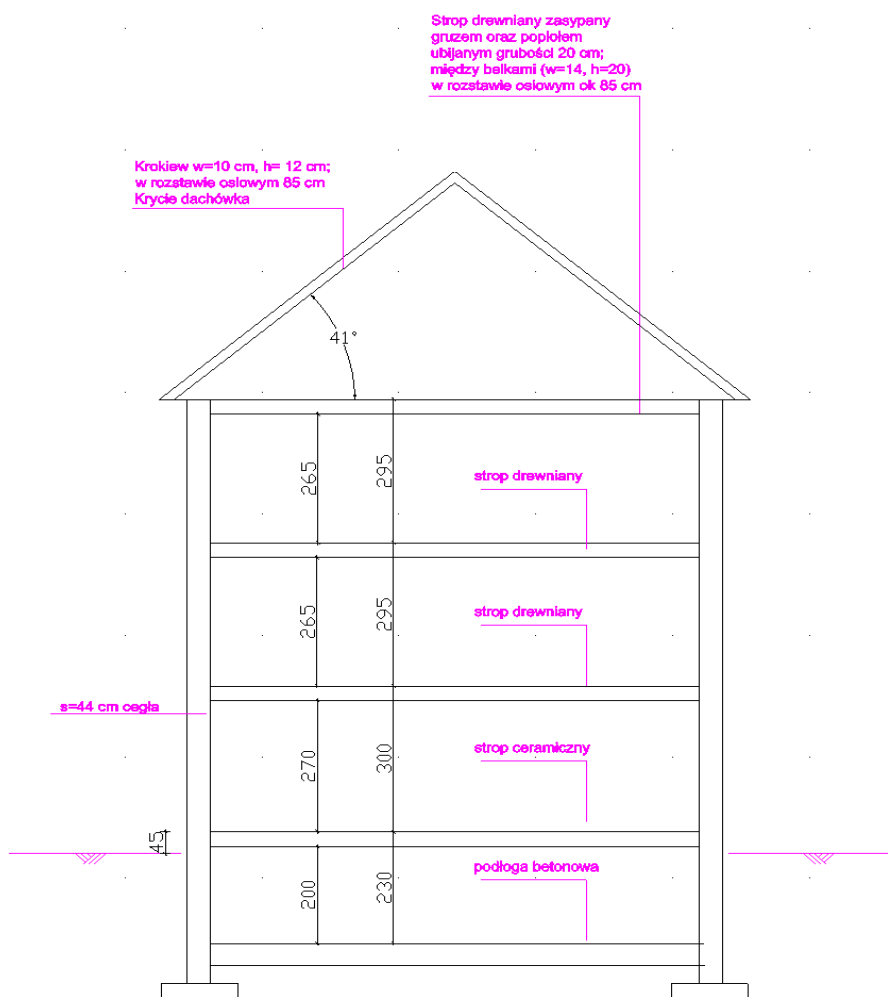 Strop drewniany zasypany
gruzem oraz popiołem
ubijanym grubości 20 cm;
między belkami (w=14, h=20)
w rozstawie osiowym ok 85 cm
Krokiew w=10 cm, h= 12 cm;
w rozstawie osiowym 85 cm
Krycie dachówka
41°
265
295
strop drewniany
265
295
strop drewniany
s=44 cm cegła
270
300
strop ceramiczny
45
200
230
podłoga betonowa